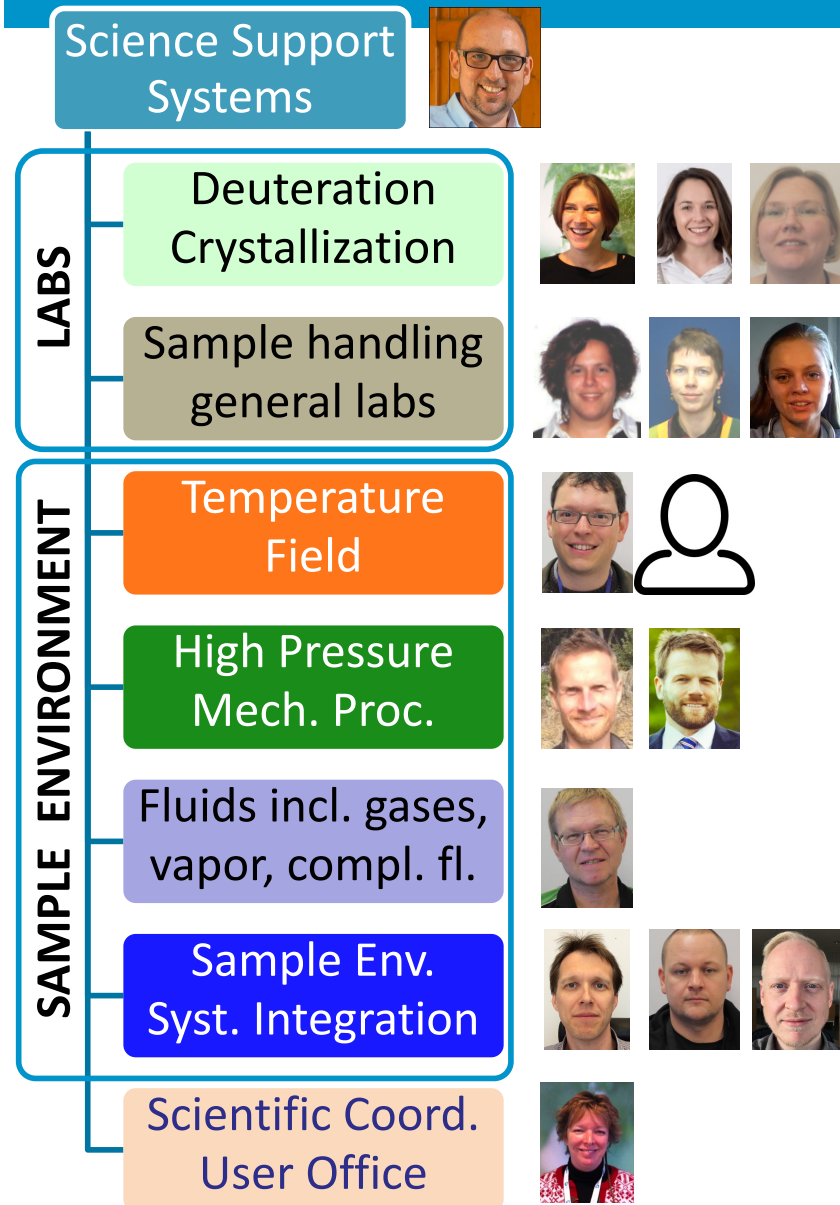 Science Support
Systems
LABS
Deuteration
Crystallization
Sample handling
general labs
SAMPLE ENVIRONMENT
Temperature
Field
High Pressure
Mech. Proc.
Fluids incl. gases,
vapor, compl. fl.
Sample Env.
Syst. Integration
Scientific Coord.
User Office